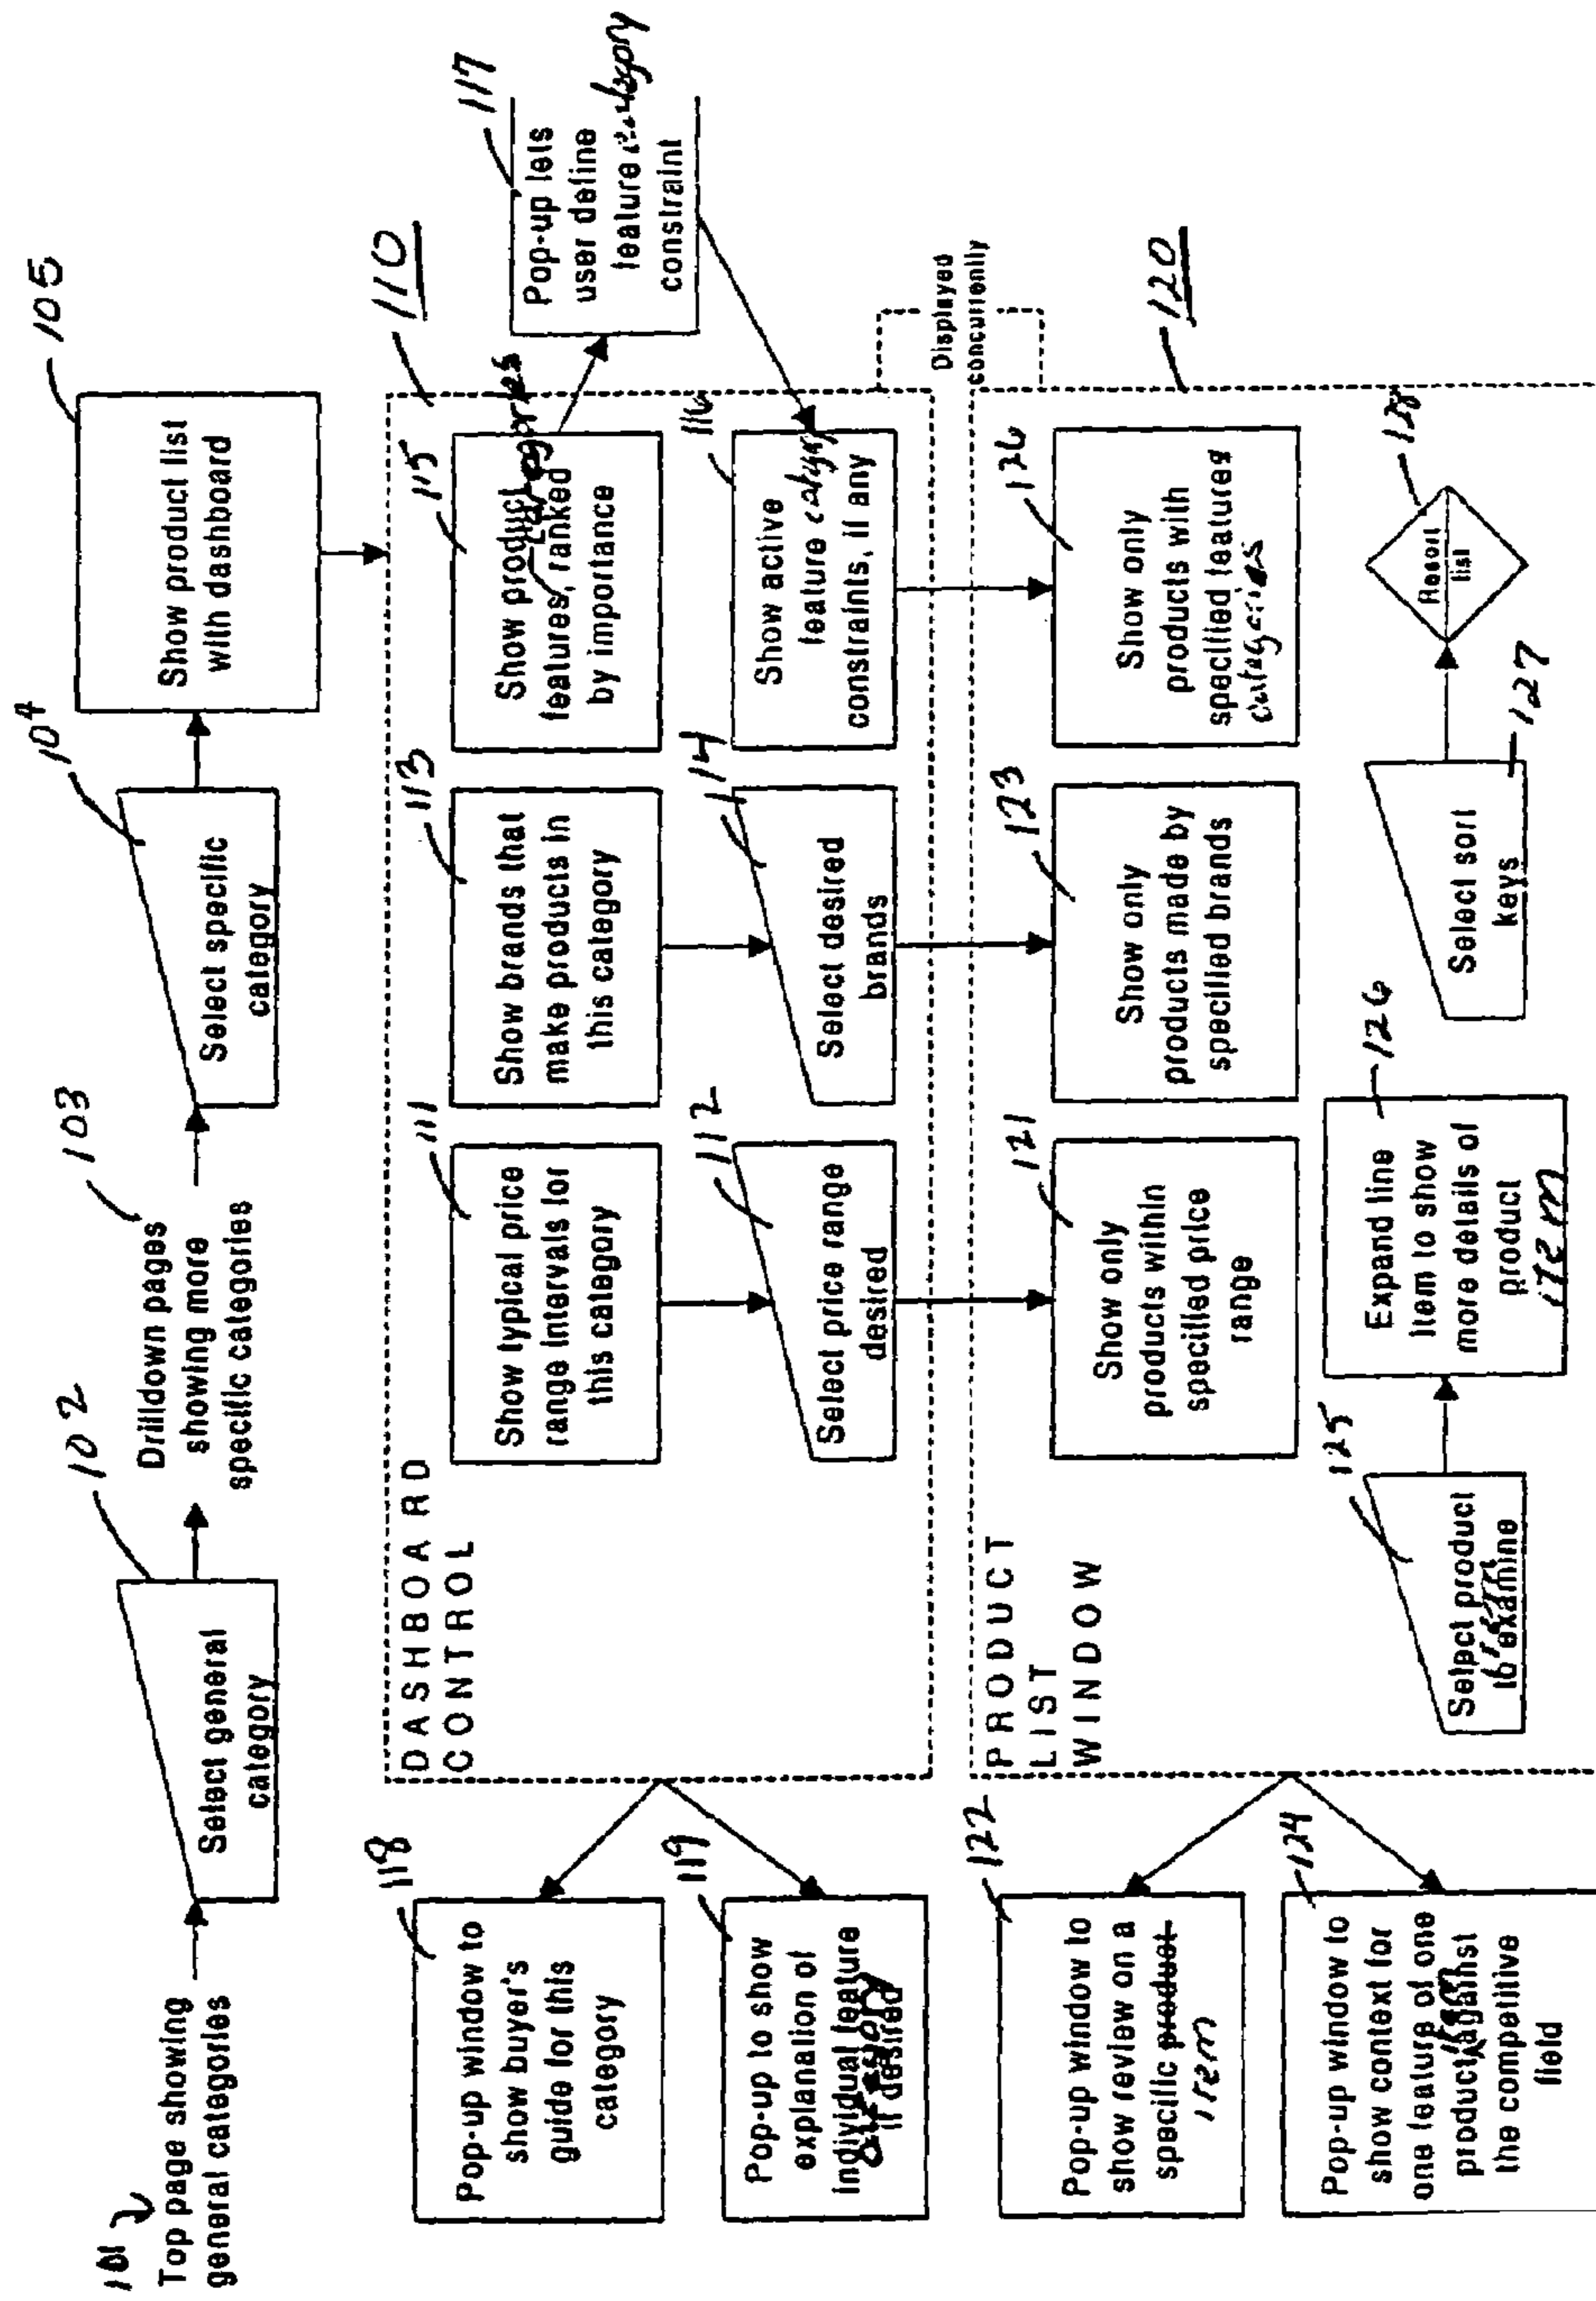 101
Top page showing
general categories
102
Select general
category
103
Drilldown pages
showing more
specific categories
104
Select specific
category
105
Show product list
with dashboard
110
DASHBOARD
CONTROL
111
Show typical price
range intervals for
this category
112
Select price range
desired
113
Show brands that
make products in
this category
114
Select desired
brands
115
Show product
categories
features, ranked
by importance
116
Show active
feature category
constraints, if any
117
Pop-up lets
user define
feature category
constraint
118
Pop-up window to
show buyer's
guide for this
category
119
Pop-up to show
explanation of
individual feature
category
if desired
Displayed
concurrently
120
PRODUCT
LIST
WINDOW
121
Show only
products within
specified price
range
123
Show only
products made by
specified brands
126
Show only
products with
specified features
categories
122
Pop-up window to
show review on a
specific product
item
124
Pop-up window to
show context for
one feature of one
product item against
the competitive
field
125
Select product
item
to examine
126
Expand line
item to show
more details of
product
item
127
Select sort
keys
128
Resort
list